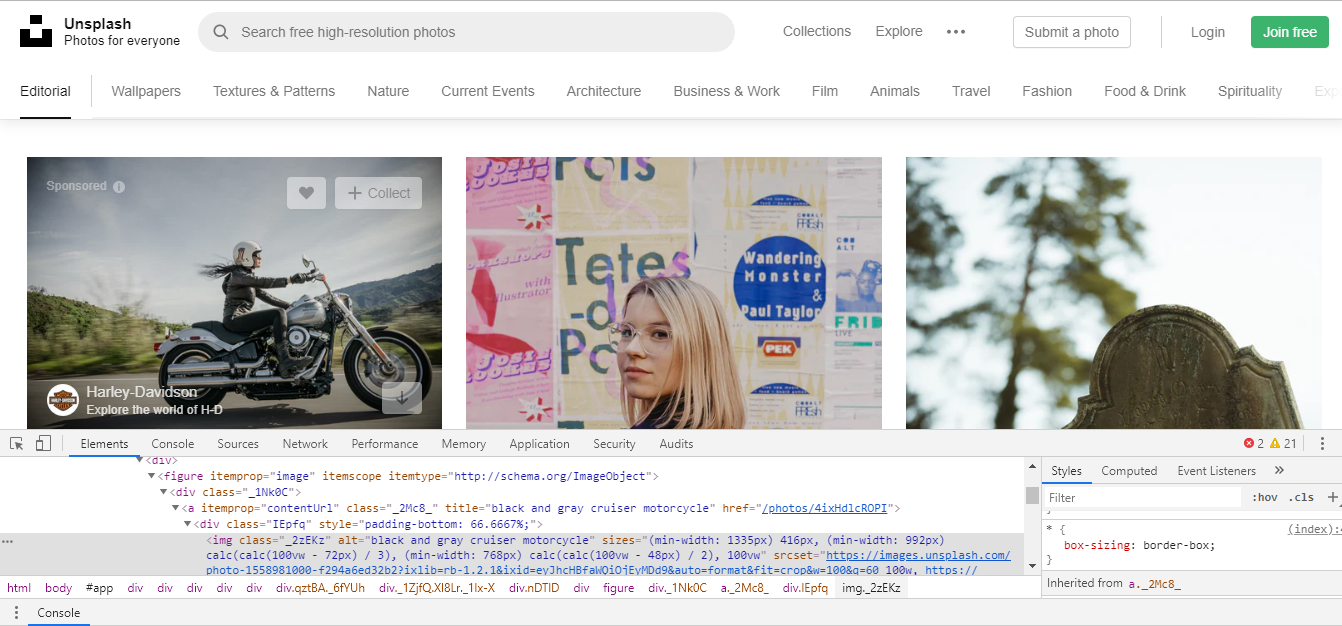 Unsplash
Photos for everyone
Search free high-resolution photos
Collections Explore ••• Submit a photo Login Join free
Editorial Wallpapers Textures & Patterns Nature Current Events Architecture Business & Work Film Animals Travel Fashion Food & Drink Spirituality
Sponsored
Collect
Harley-Davidson
Explore the world of H-D
Tetes
-o
Po
with
illustrator
Wandering
Monster
&
Paul Taylor
COBALT
FREsh
PEK
FRID
LIVE
Elements Console Sources Network Performance Memory Application Security Audits 2 21
<div>
<figure itemprop="image" itemscope itemtype="http://schema.org/ImageObject">
<div class="_1Nk0C">
<a itemprop="contentUrl" class="_2Mc8_" title="black and gray cruiser motorcycle" href="/photos/4ixHdlcROPI">
<div class="IEpfq" style="padding-bottom: 66.6667%;">
<img class="_2zEKz" alt="black and gray cruiser motorcycle" sizes="(min-width: 1335px) 416px, (min-width: 992px)
calc(calc(100vw - 72px) / 3), (min-width: 768px) calc(calc(100vw - 48px) / 2), 100vw" srcset="https://images.unsplash.com/
photo-1558981000-f294a6ed32b2?ixlib=rb-1.2.1&ixid=eyJhcHBfaWQiOjEyMDd9&auto=format&fit=crop&w=100&q=60 100w, https://
html body #app div div div div div div.qztBA._6fYUh div._1ZjfQ.Xl8Lr._1Ix-X div.nDTlD div figure div._1Nk0C a._2Mc8_ div.IEpfq img._2zEKz
Styles Computed Event Listeners »
Filter :hov .cls +
}
* { (index):
box-sizing: border-box;
}
Inherited from a._2Mc8_
Console